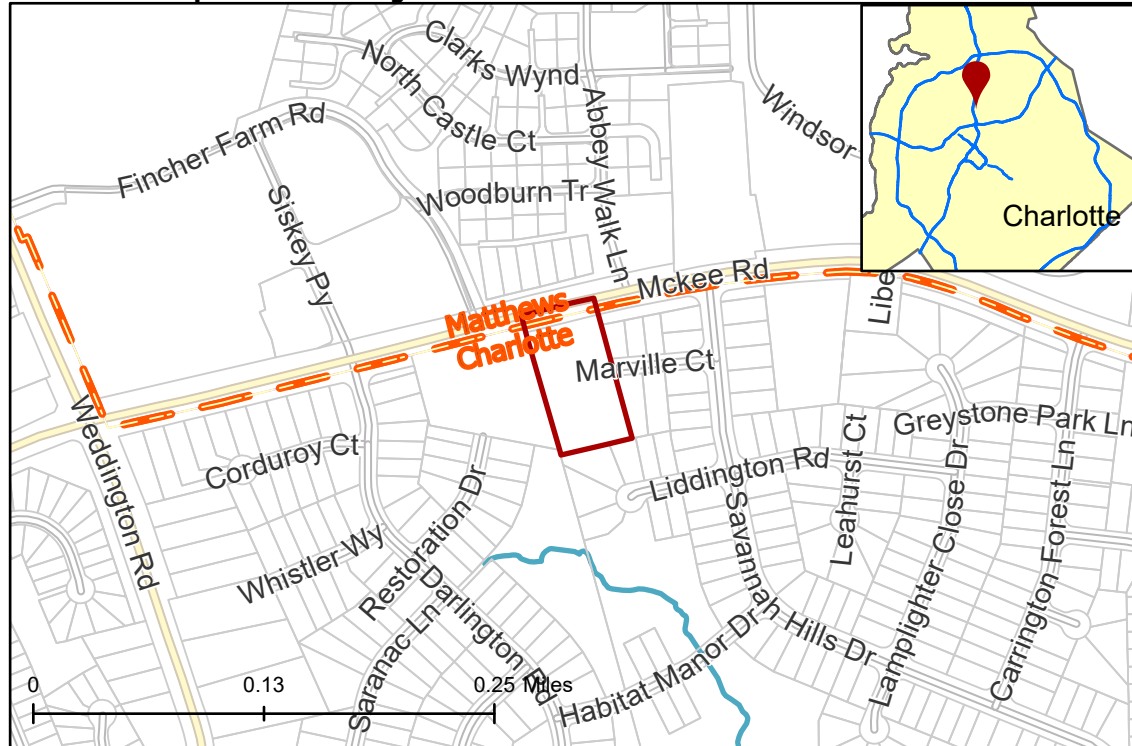 Clarks Wynd
North Castle Ct
Abbey Walk Ln
Windsor
Fincher Farm Rd
Woodburn Tr
Siskey Py
Charlotte
Mckee Rd
Libe
Matthews
Charlotte
Marville Ct
Weddington Rd
Corduroy Ct
Greystone Park Ln
Liddington Rd
Leahurst Ct
Restoration Dr
Whistler Wy
Savannah Hills Dr
Lamplighter Close Dr
Carrington Forest Ln
Darlington Rd
Saranac Ln
Habitat Manor Dr
0 0.13 0.25 Miles